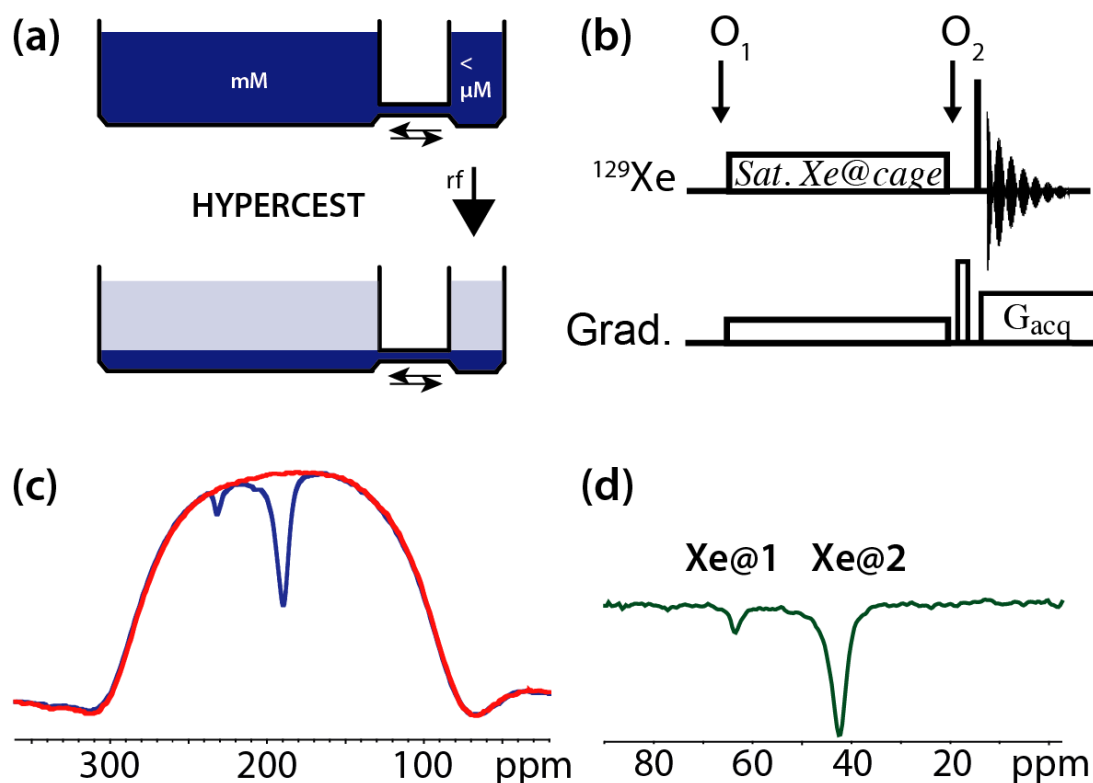 (a)
mM
<
μM
HYPERCEST
rf
(b)
O1
O2
129Xe
Sat. Xe@cage
Grad.
Gacq
(c)
300
200
100
ppm
(d)
Xe@1
Xe@2
80
60
40
20
ppm